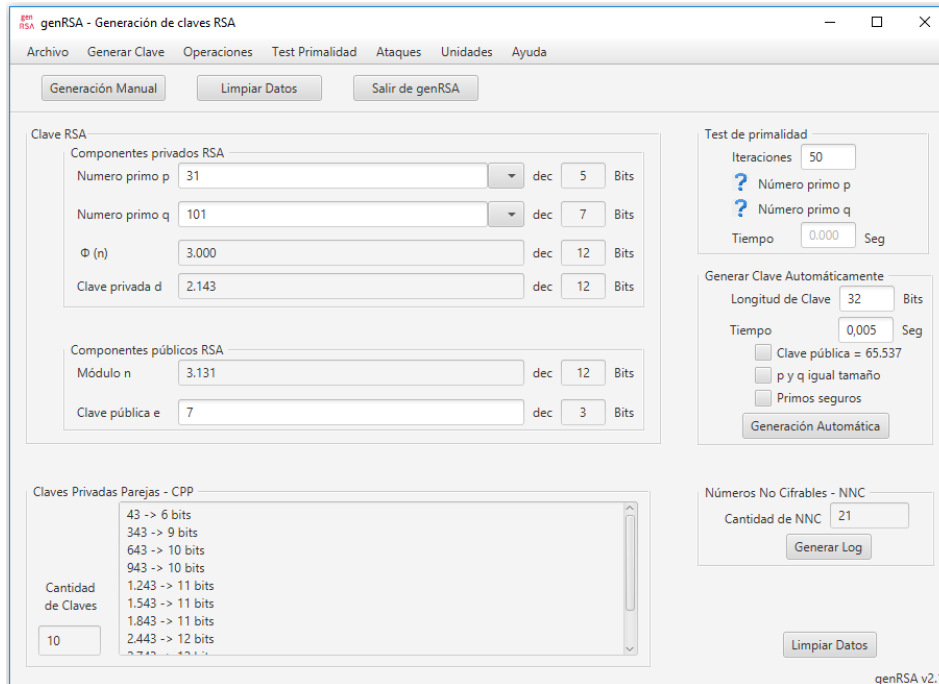 gen
RSA
genRSA - Generación de claves RSA
Archivo Generar Clave Operaciones Test Primalidad Ataques Unidades Ayuda
Generación Manual Limpiar Datos Salir de genRSA
Clave RSA
Componentes privados RSA
Numero primo p 31 dec 5 Bits
Numero primo q 101 dec 7 Bits
Φ (n) 3.000 dec 12 Bits
Clave privada d 2.143 dec 12 Bits
Componentes públicos RSA
Módulo n 3.131 dec 12 Bits
Clave pública e 7 dec 3 Bits
Test de primalidad
Iteraciones 50
? Número primo p
? Número primo q
Tiempo 0.000 Seg
Generar Clave Automáticamente
Longitud de Clave 32 Bits
Tiempo 0,005 Seg
Clave pública = 65.537
p y q igual tamaño
Primos seguros
Generación Automática
Claves Privadas Parejas - CPP
43 -> 6 bits
343 -> 9 bits
643 -> 10 bits
943 -> 10 bits
1.243 -> 11 bits
1.543 -> 11 bits
1.843 -> 11 bits
2.443 -> 12 bits
Cantidad
de Claves
10
Números No Cifrables - NNC
Cantidad de NNC 21
Generar Log
Limpiar Datos